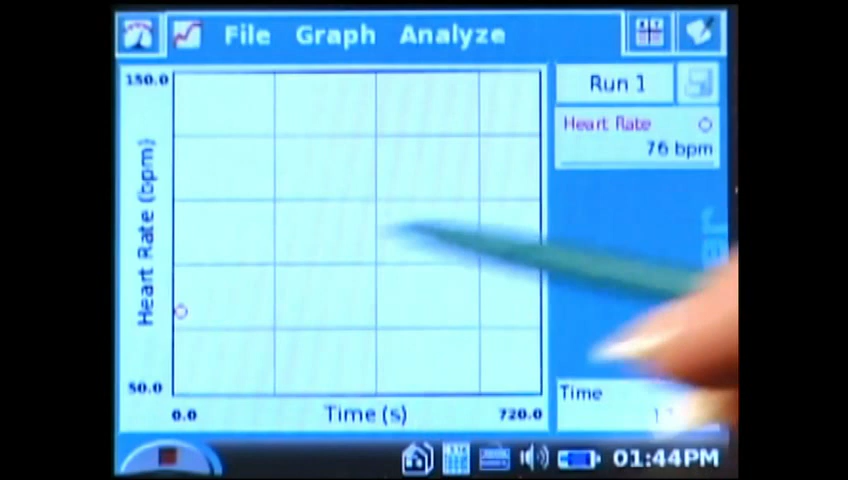 File Graph Analyze
150.0
Run 1
Heart Rate
76 bpm
Heart Rate (bpm)
50.0
0.0
Time (s)
720.0
Time
01:44PM